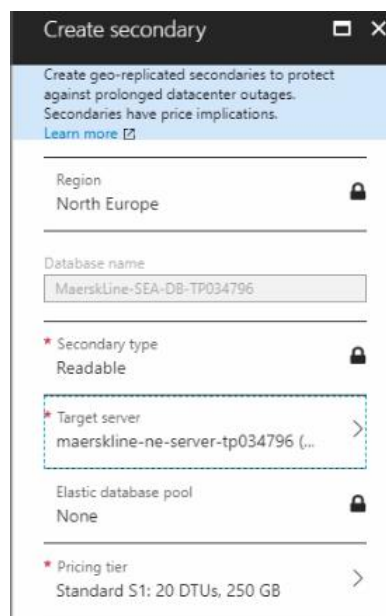 Create secondary
Create geo-replicated secondaries to protect
against prolonged datacenter outages.
Secondaries have price implications.
Learn more
Region
North Europe
Database name
MaerskLine-SEA-DB-TP034796
* Secondary type
Readable
* Target server
maerskline-ne-server-tp034796 (...
Elastic database pool
None
* Pricing tier
Standard S1: 20 DTUs, 250 GB